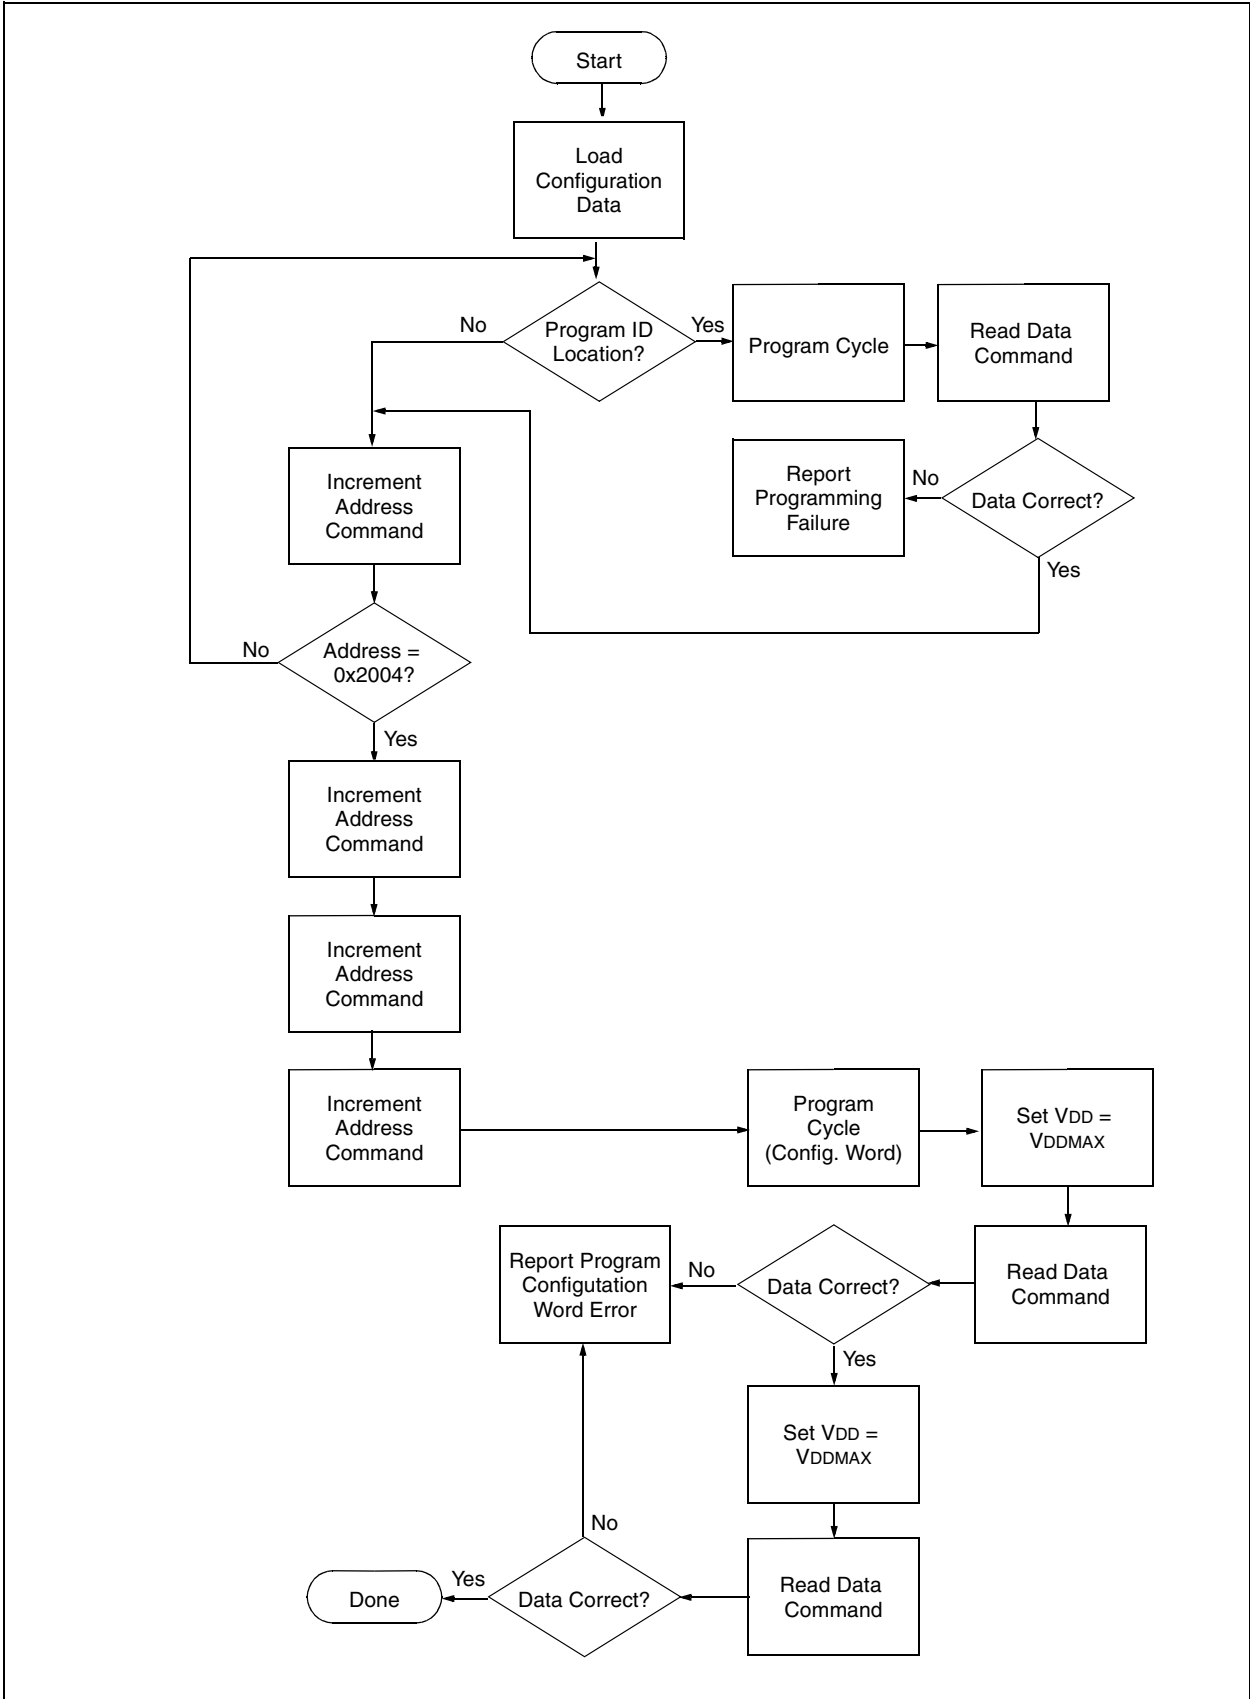 Start
Load
Configuration
Data
No
Program ID
Location?
Yes
Program Cycle
Read Data
Command
Increment
Address
Command
Report
Programming
Failure
No
Data Correct?
Yes
No
Address =
0x2004?
Yes
Increment
Address
Command
Increment
Address
Command
Increment
Address
Command
Program
Cycle
(Config. Word)
Set VDD =
VDDMAX
Report Program
Configutation
Word Error
No
Data Correct?
Read Data
Command
Yes
Set VDD =
VDDMAX
No
Done
Yes
Data Correct?
Read Data
Command